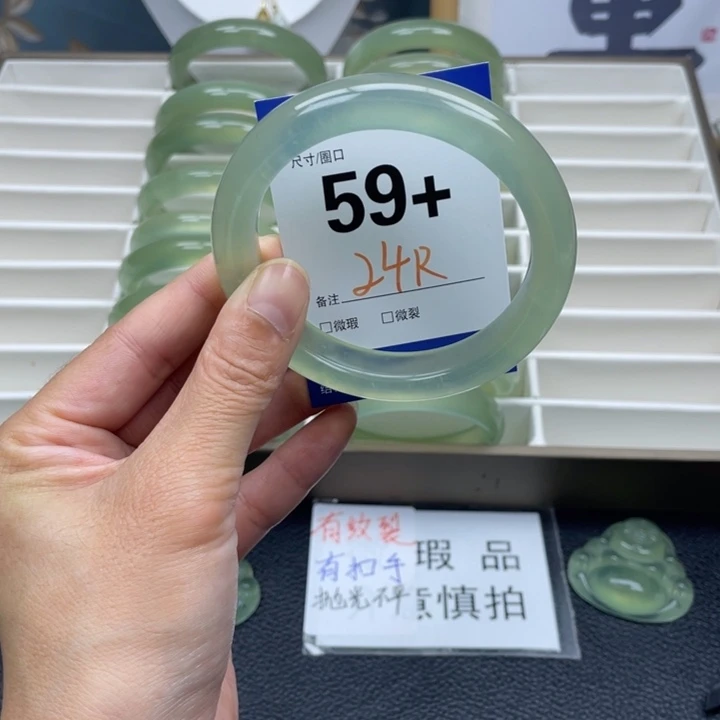 尺寸/圈口
59+
24R
备注
□微瑕 □微裂
有纹裂
有扣手
抛光不平
瑕品
慎拍